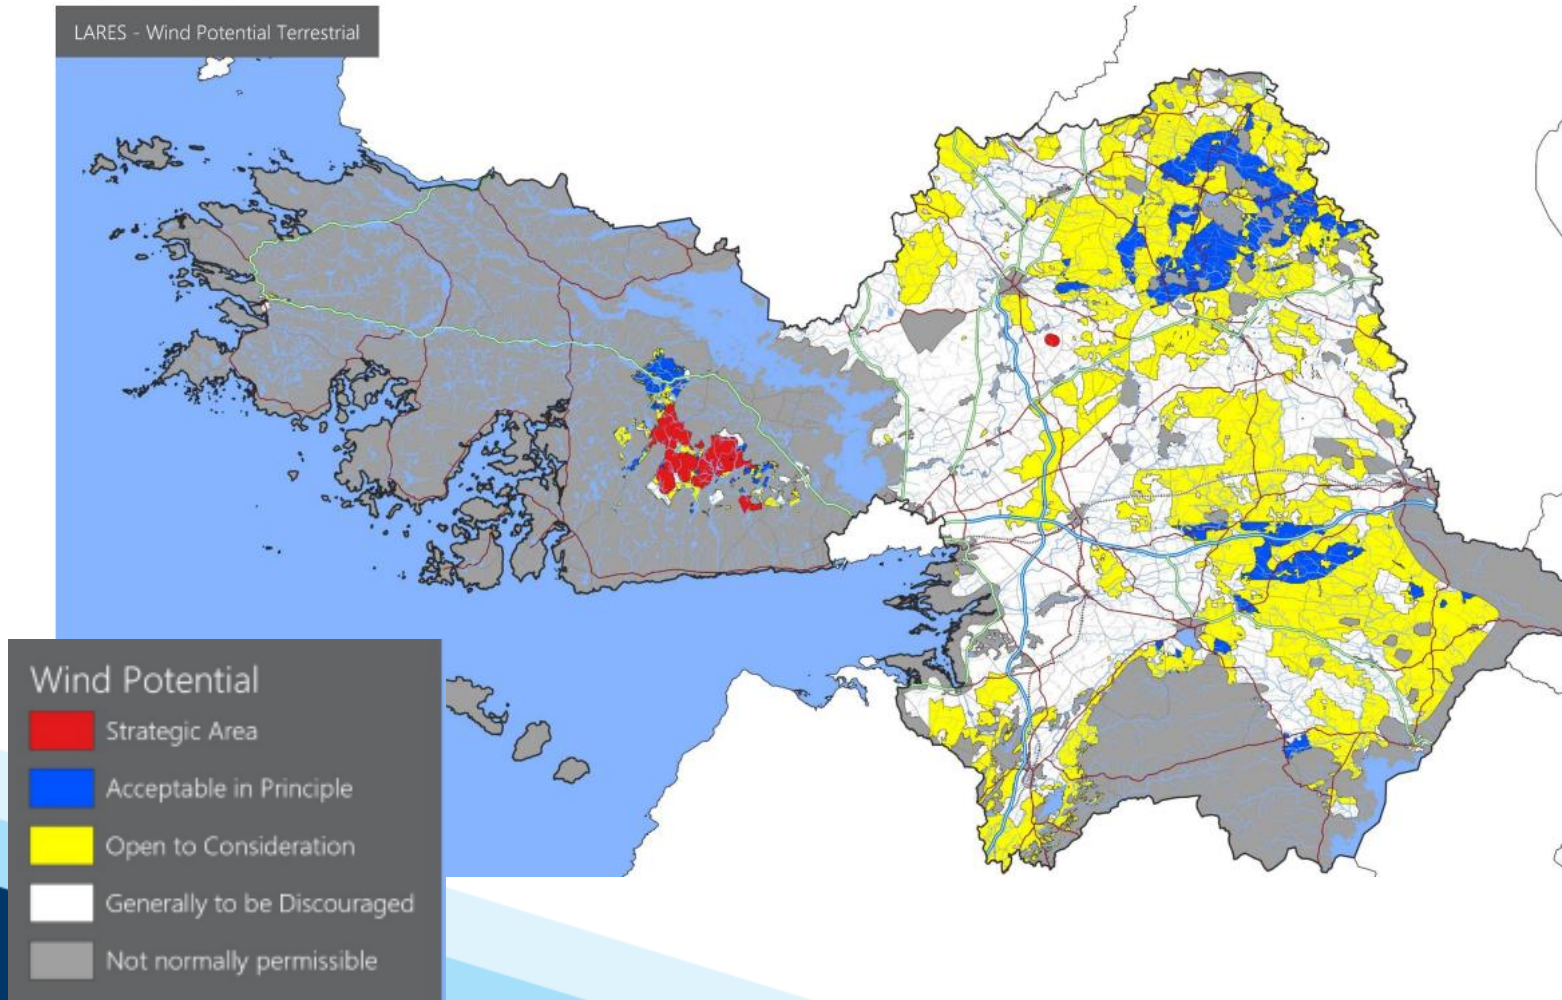 LARES - Wind Potential Terrestrial
Wind Potential
Strategic Area
Acceptable in Principle
Open to Consideration
Generally to be Discouraged
Not normally permissible